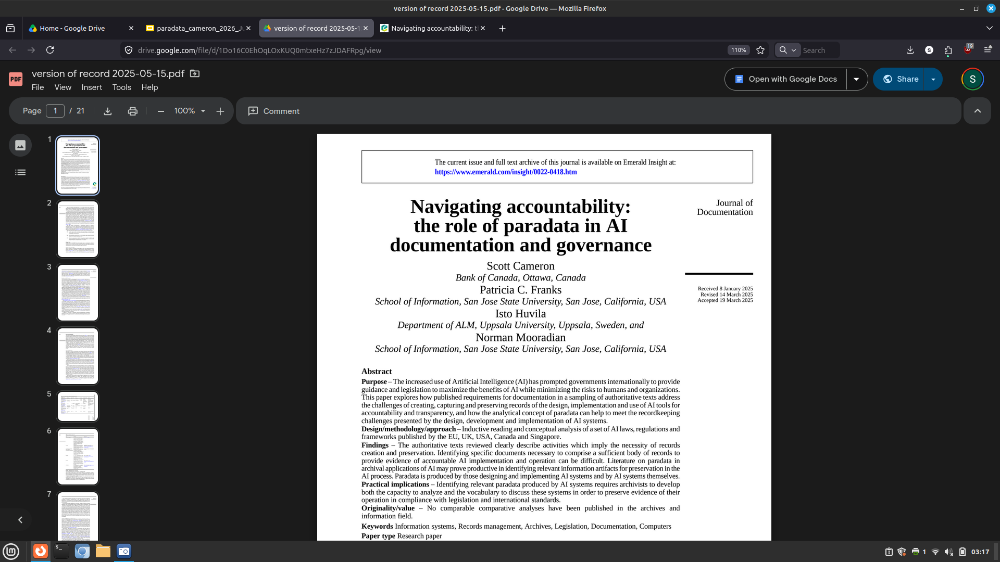 version of record 2025-05-15.pdf - Google Drive — Mozilla Firefox
Home - Google Drive
paradata_cameron_2026_Ju
version of record 2025-05-1
Navigating accountability: t
drive.google.com/file/d/1Do16C0EhOqLOxKUQ0mtxeHz7zJDAFRpg/view
110%
Search
S
19
PDF
version of record 2025-05-15.pdf
File View Insert Tools Help
Open with Google Docs
Share
S
Page 1 / 21
100%
Comment
1
2
3
4
5
6
7
The current issue and full text archive of this journal is available on Emerald Insight at:
https://www.emerald.com/insight/0022-0418.htm
Navigating accountability:
the role of paradata in AI
documentation and governance
Journal of
Documentation
Scott Cameron
Bank of Canada, Ottawa, Canada
Patricia C. Franks
School of Information, San Jose State University, San Jose, California, USA
Isto Huvila
Department of ALM, Uppsala University, Uppsala, Sweden, and
Norman Mooradian
School of Information, San Jose State University, San Jose, California, USA
Received 8 January 2025
Revised 14 March 2025
Accepted 19 March 2025
Abstract
Purpose – The increased use of Artificial Intelligence (AI) has prompted governments internationally to provide
guidance and legislation to maximize the benefits of AI while minimizing the risks to humans and organizations.
This paper explores how published requirements for documentation in a sampling of authoritative texts address
the challenges of creating, capturing and preserving records of the design, implementation and use of AI tools for
accountability and transparency, and how the analytical concept of paradata can help to meet the recordkeeping
challenges presented by the design, development and implementation of AI systems.
Design/methodology/approach – Inductive reading and conceptual analysis of a set of AI laws, regulations and
frameworks published by the EU, UK, USA, Canada and Singapore.
Findings – The authoritative texts reviewed clearly describe activities which imply the necessity of records
creation and preservation. Identifying specific documents necessary to comprise a sufficient body of records to
provide evidence of accountable AI implementation and operation can be difficult. Literature on paradata in
archival applications of AI may prove productive in identifying relevant information artifacts for preservation in the
AI process. Paradata is produced by those designing and implementing AI systems and by AI systems themselves.
Practical implications – Identifying relevant paradata produced by AI systems requires archivists to develop
both the capacity to analyze and the vocabulary to discuss these systems in order to preserve evidence of their
operation in compliance with legislation and international standards.
Originality/value – No comparable comparative analyses have been published in the archives and
information field.
Keywords Information systems, Records management, Archives, Legislation, Documentation, Computers
Paper type Research paper
1
03:17